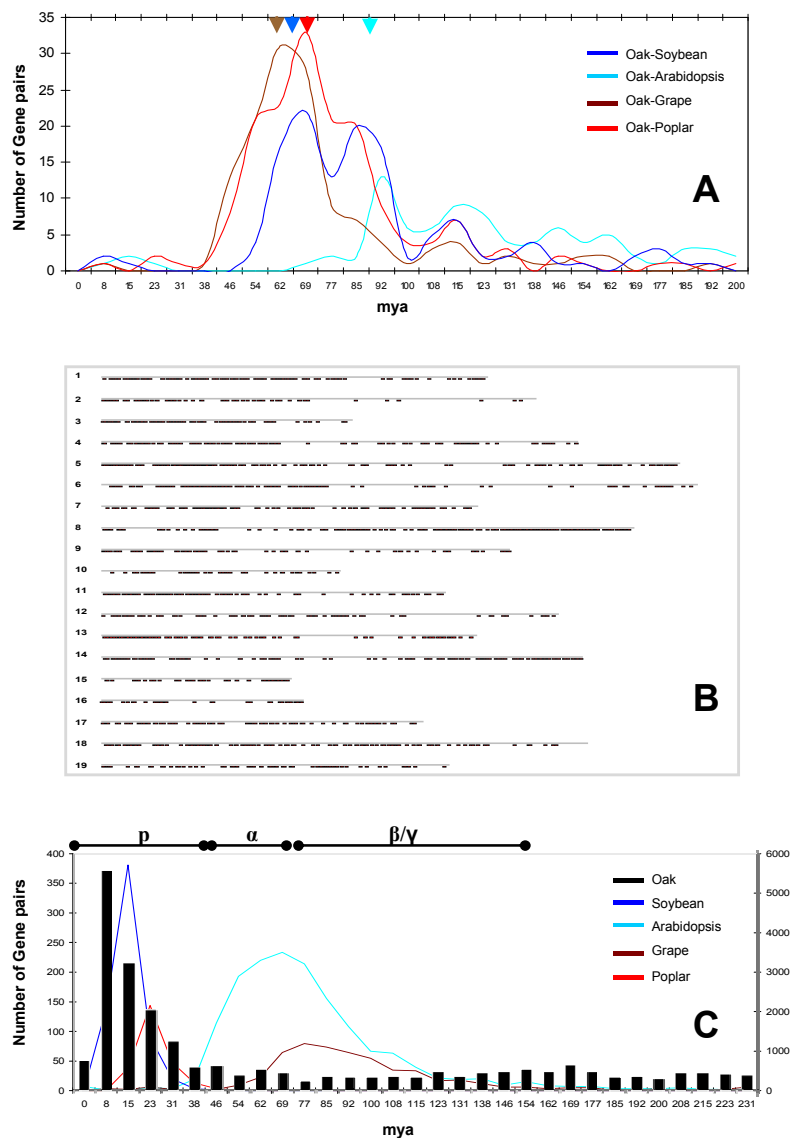 35
30
25
20
15
10
5
0
Number of Gene pairs
Oak-Soybean
Oak-Arabidopsis
Oak-Grape
Oak-Poplar
A
0 8 15 23 31 38 46 54 62 69 77 85 92 100 108 115 123 131 138 146 154 162 169 177 185 192 200
mya
1
2
3
4
5
6
7
8
9
10
11
12
13
14
15
16
17
18
19
B
p α β/γ
400
350
300
250
200
150
100
50
0
Number of Gene pairs
6000
5000
4000
3000
2000
1000
0
Oak
Soybean
Arabidopsis
Grape
Poplar
C
0 8 15 23 31 38 46 54 62 69 77 85 92 100 108 115 123 131 138 146 154 162 169 177 185 192 200 208 215 223 231
mya